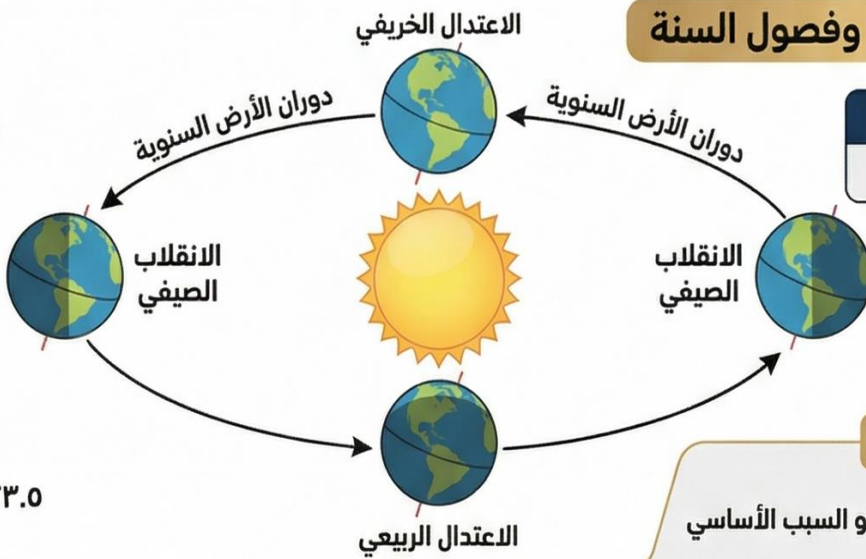 وفصول السنة
الاعتدال الخريفي
دوران الأرض السنوية
دوران الأرض السنوية
الانقلاب
الصيفي
الانقلاب
الصيفي
الاعتدال الربيعي
٣.٥
و السبب الأساسي